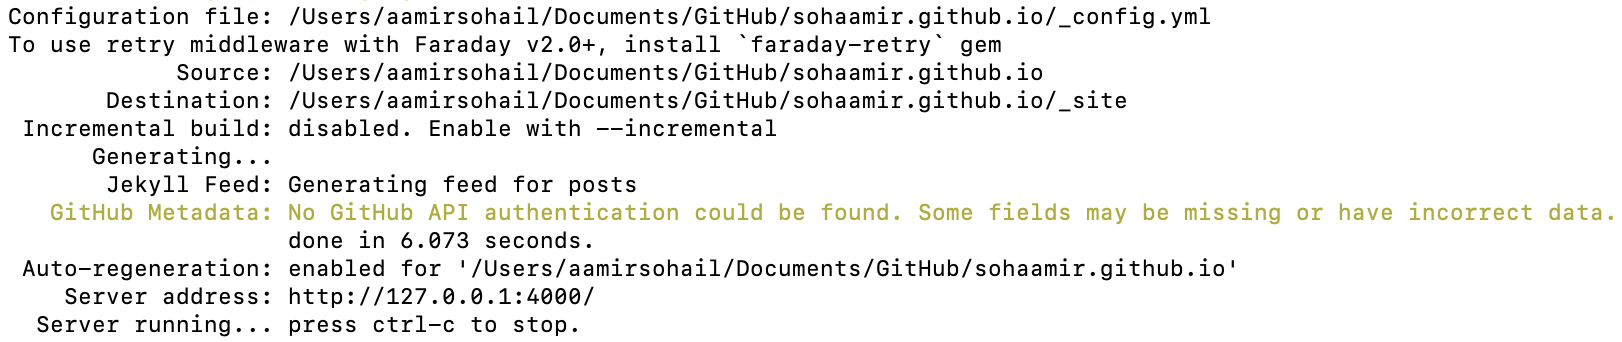 Configuration file: /Users/aamirsohail/Documents/GitHub/sohaamir.github.io/_config.yml
To use retry middleware with Faraday v2.0+, install `faraday-retry` gem
Source: /Users/aamirsohail/Documents/GitHub/sohaamir.github.io
Destination: /Users/aamirsohail/Documents/GitHub/sohaamir.github.io/_site
Incremental build: disabled. Enable with --incremental
Generating...
Jekyll Feed: Generating feed for posts
GitHub Metadata: No GitHub API authentication could be found. Some fields may be missing or have incorrect data.
done in 6.073 seconds.
Auto-regeneration: enabled for '/Users/aamirsohail/Documents/GitHub/sohaamir.github.io'
Server address: http://127.0.0.1:4000/
Server running... press ctrl-c to stop.